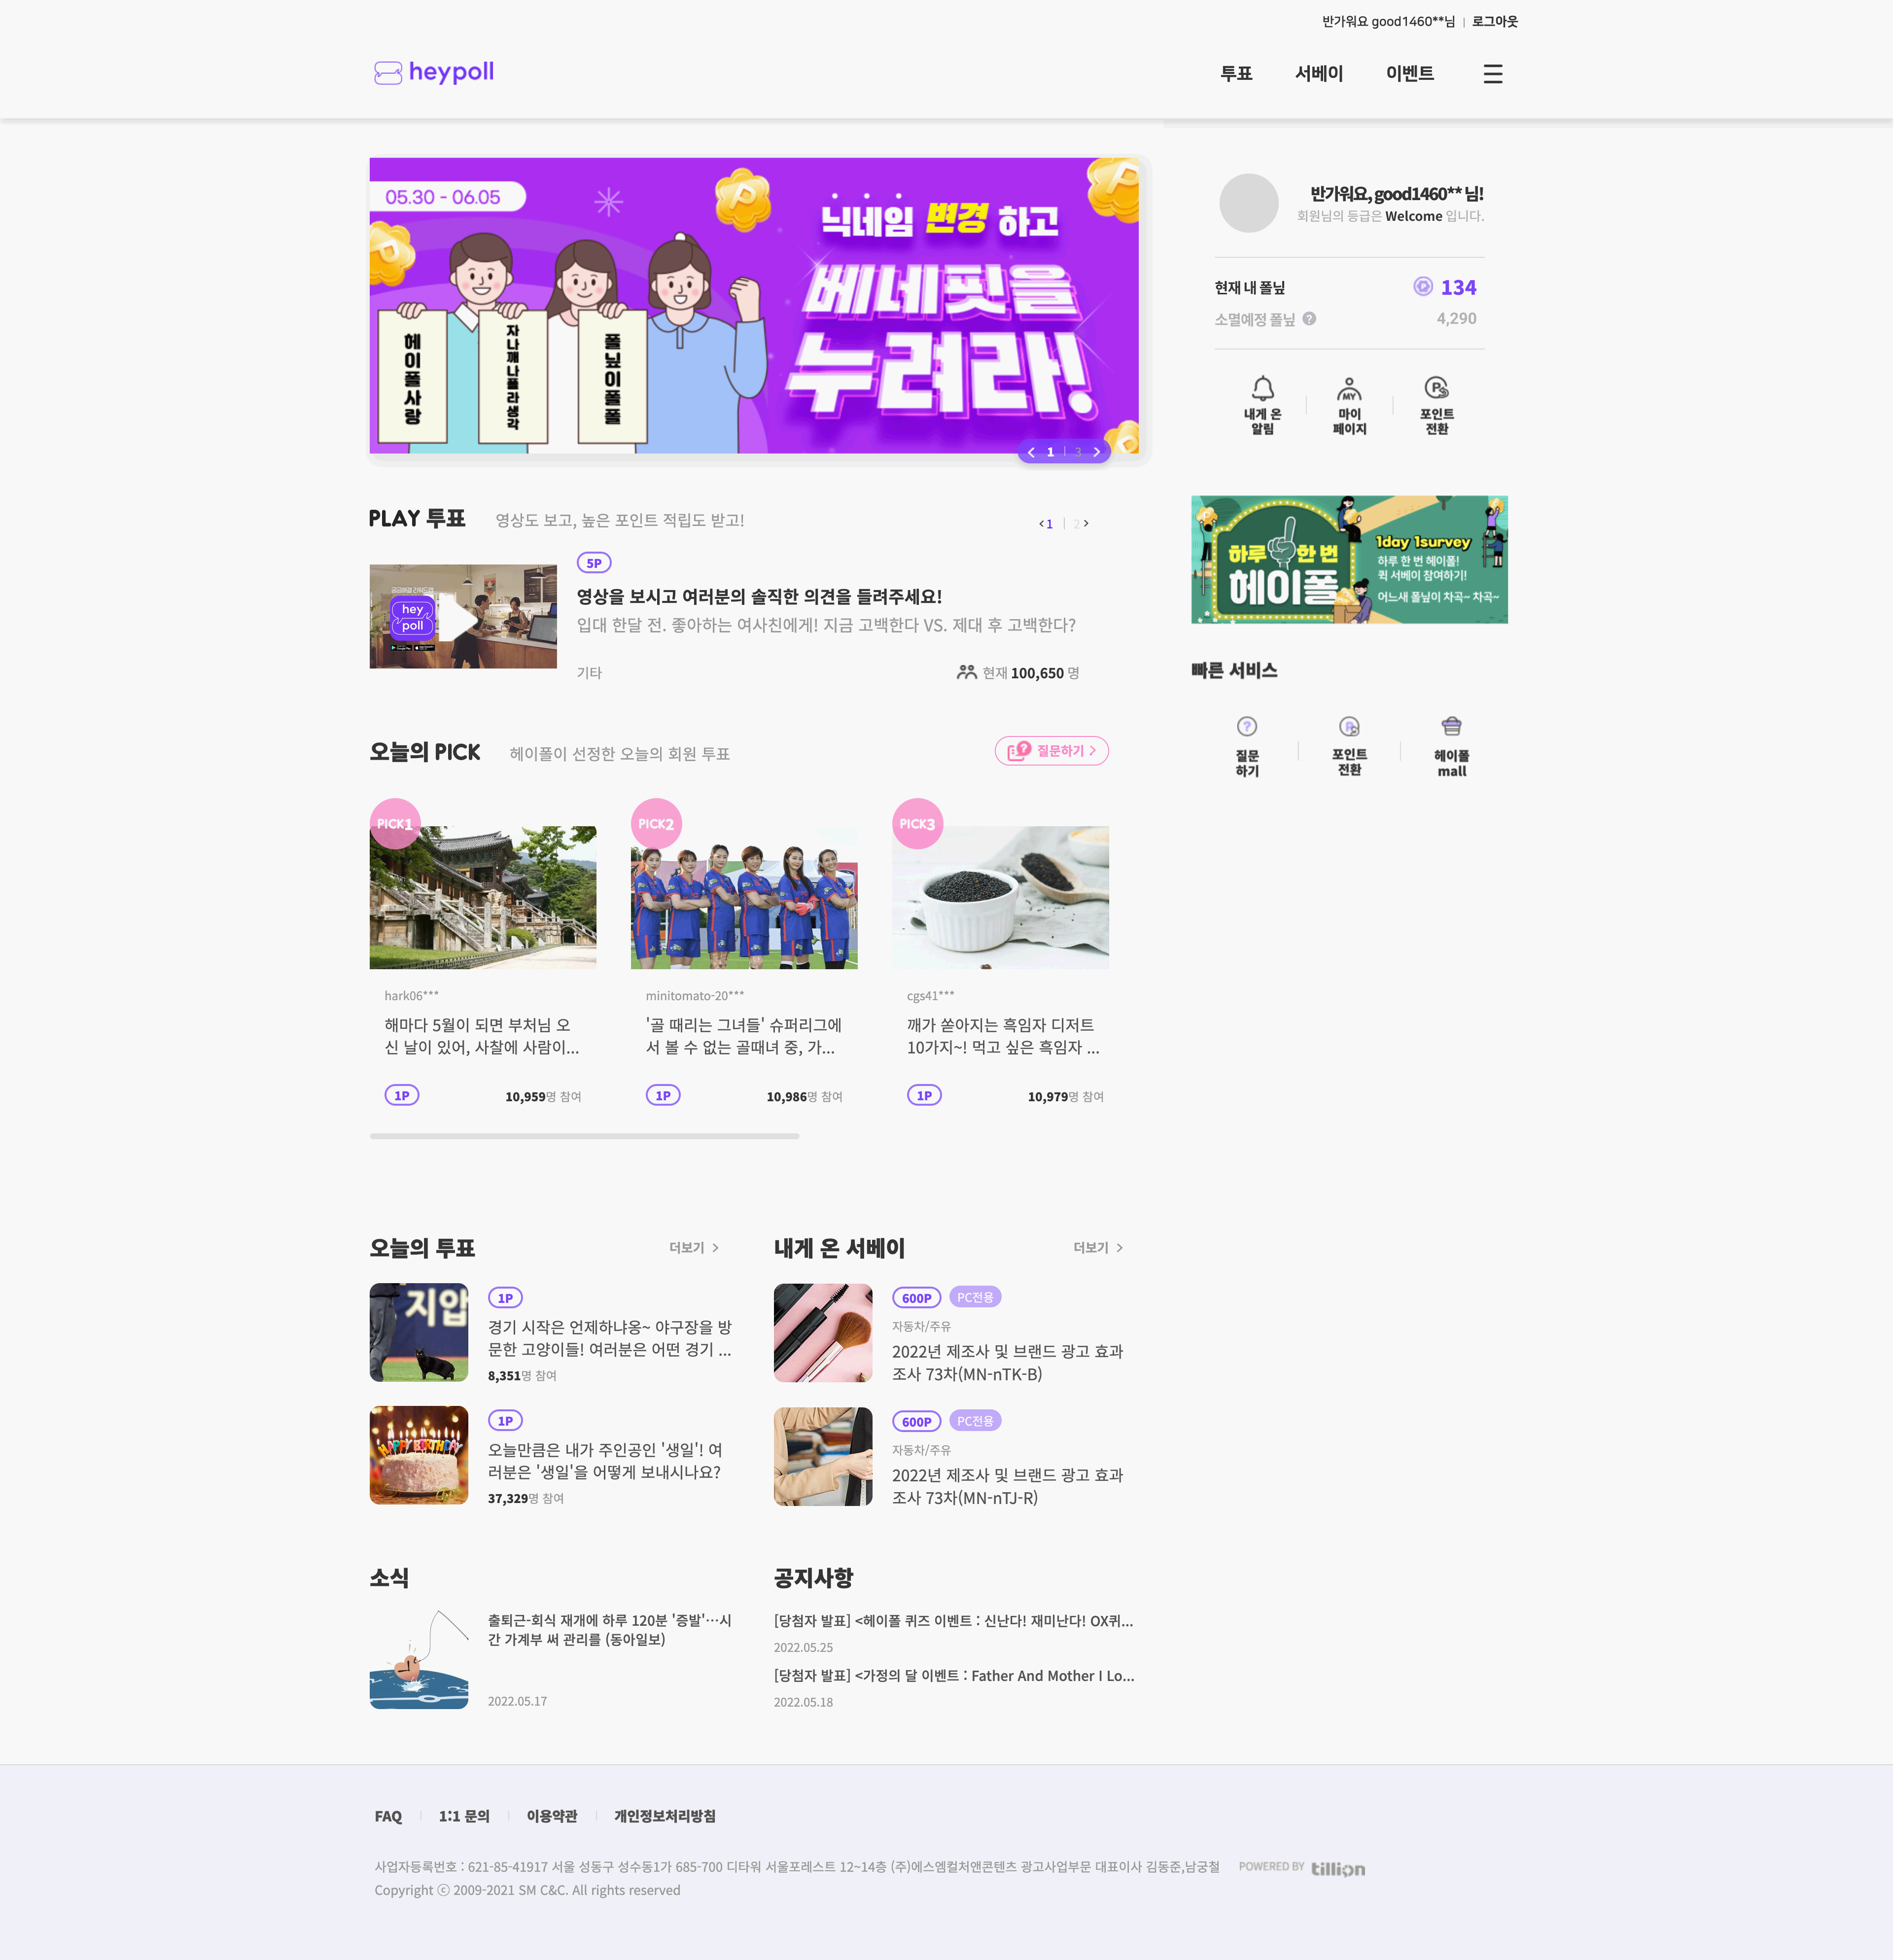 반가워요 good1460**님 | 로그아웃
heypoll
투표 서베이 이벤트
05.30 - 06.05
닉네임 변경 하고
베네핏을
누려라!
헤이폴사랑
자나깨나폴라생각
폴닢이폴폴
1 | 3
반가워요, good1460** 님!
회원님의 등급은 Welcome 입니다.
현재 내 폴닢 134
소멸예정 폴닢 ? 4,290
내게 온
알림
MY
마이
페이지
포인트
전환
PLAY 투표 영상도 보고, 높은 포인트 적립도 받고!
1 | 2
hey
poll
5P
영상을 보시고 여러분의 솔직한 의견을 들려주세요!
입대 한달 전. 좋아하는 여사친에게! 지금 고백한다 VS. 제대 후 고백한다?
기타 현재 100,650 명
하루 한 번
헤이폴
1day 1survey
하루 한 번 헤이폴!
퀵 서베이 참여하기!
어느새 폴닢이 차곡~ 차곡~
빠른 서비스
질문
하기
포인트
전환
헤이폴
mall
오늘의 PICK 헤이폴이 선정한 오늘의 회원 투표
질문하기
PICK1
hark06***
해마다 5월이 되면 부처님 오
신 날이 있어, 사찰에 사람이...
1P 10,959명 참여
PICK2
minitomato-20***
'골 때리는 그녀들' 슈퍼리그에
서 볼 수 없는 골때녀 중, 가...
1P 10,986명 참여
PICK3
cgs41***
깨가 쏟아지는 흑임자 디저트
10가지~! 먹고 싶은 흑임자 ...
1P 10,979명 참여
오늘의 투표 더보기
지압
1P
경기 시작은 언제하냐옹~ 야구장을 방
문한 고양이들! 여러분은 어떤 경기 ...
8,351명 참여
HAPPY BIRTHDAY
1P
오늘만큼은 내가 주인공인 '생일'! 여
러분은 '생일'을 어떻게 보내시나요?
37,329명 참여
내게 온 서베이 더보기
600P PC전용
자동차/주유
2022년 제조사 및 브랜드 광고 효과
조사 73차(MN-nTK-B)
600P PC전용
자동차/주유
2022년 제조사 및 브랜드 광고 효과
조사 73차(MN-nTJ-R)
소식
출퇴근-회식 재개에 하루 120분 '증발'…시
간 가계부 써 관리를 (동아일보)
2022.05.17
공지사항
[당첨자 발표] <헤이폴 퀴즈 이벤트 : 신난다! 재미난다! OX퀴...
2022.05.25
[당첨자 발표] <가정의 달 이벤트 : Father And Mother I Lo...
2022.05.18
FAQ | 1:1 문의 | 이용약관 | 개인정보처리방침
사업자등록번호 : 621-85-41917 서울 성동구 성수동1가 685-700 디타워 서울포레스트 12~14층 (주)에스엠컬처앤콘텐츠 광고사업부문 대표이사 김동준,남궁철 POWERED BY tillion
Copyright ⓒ 2009-2021 SM C&C. All rights reserved